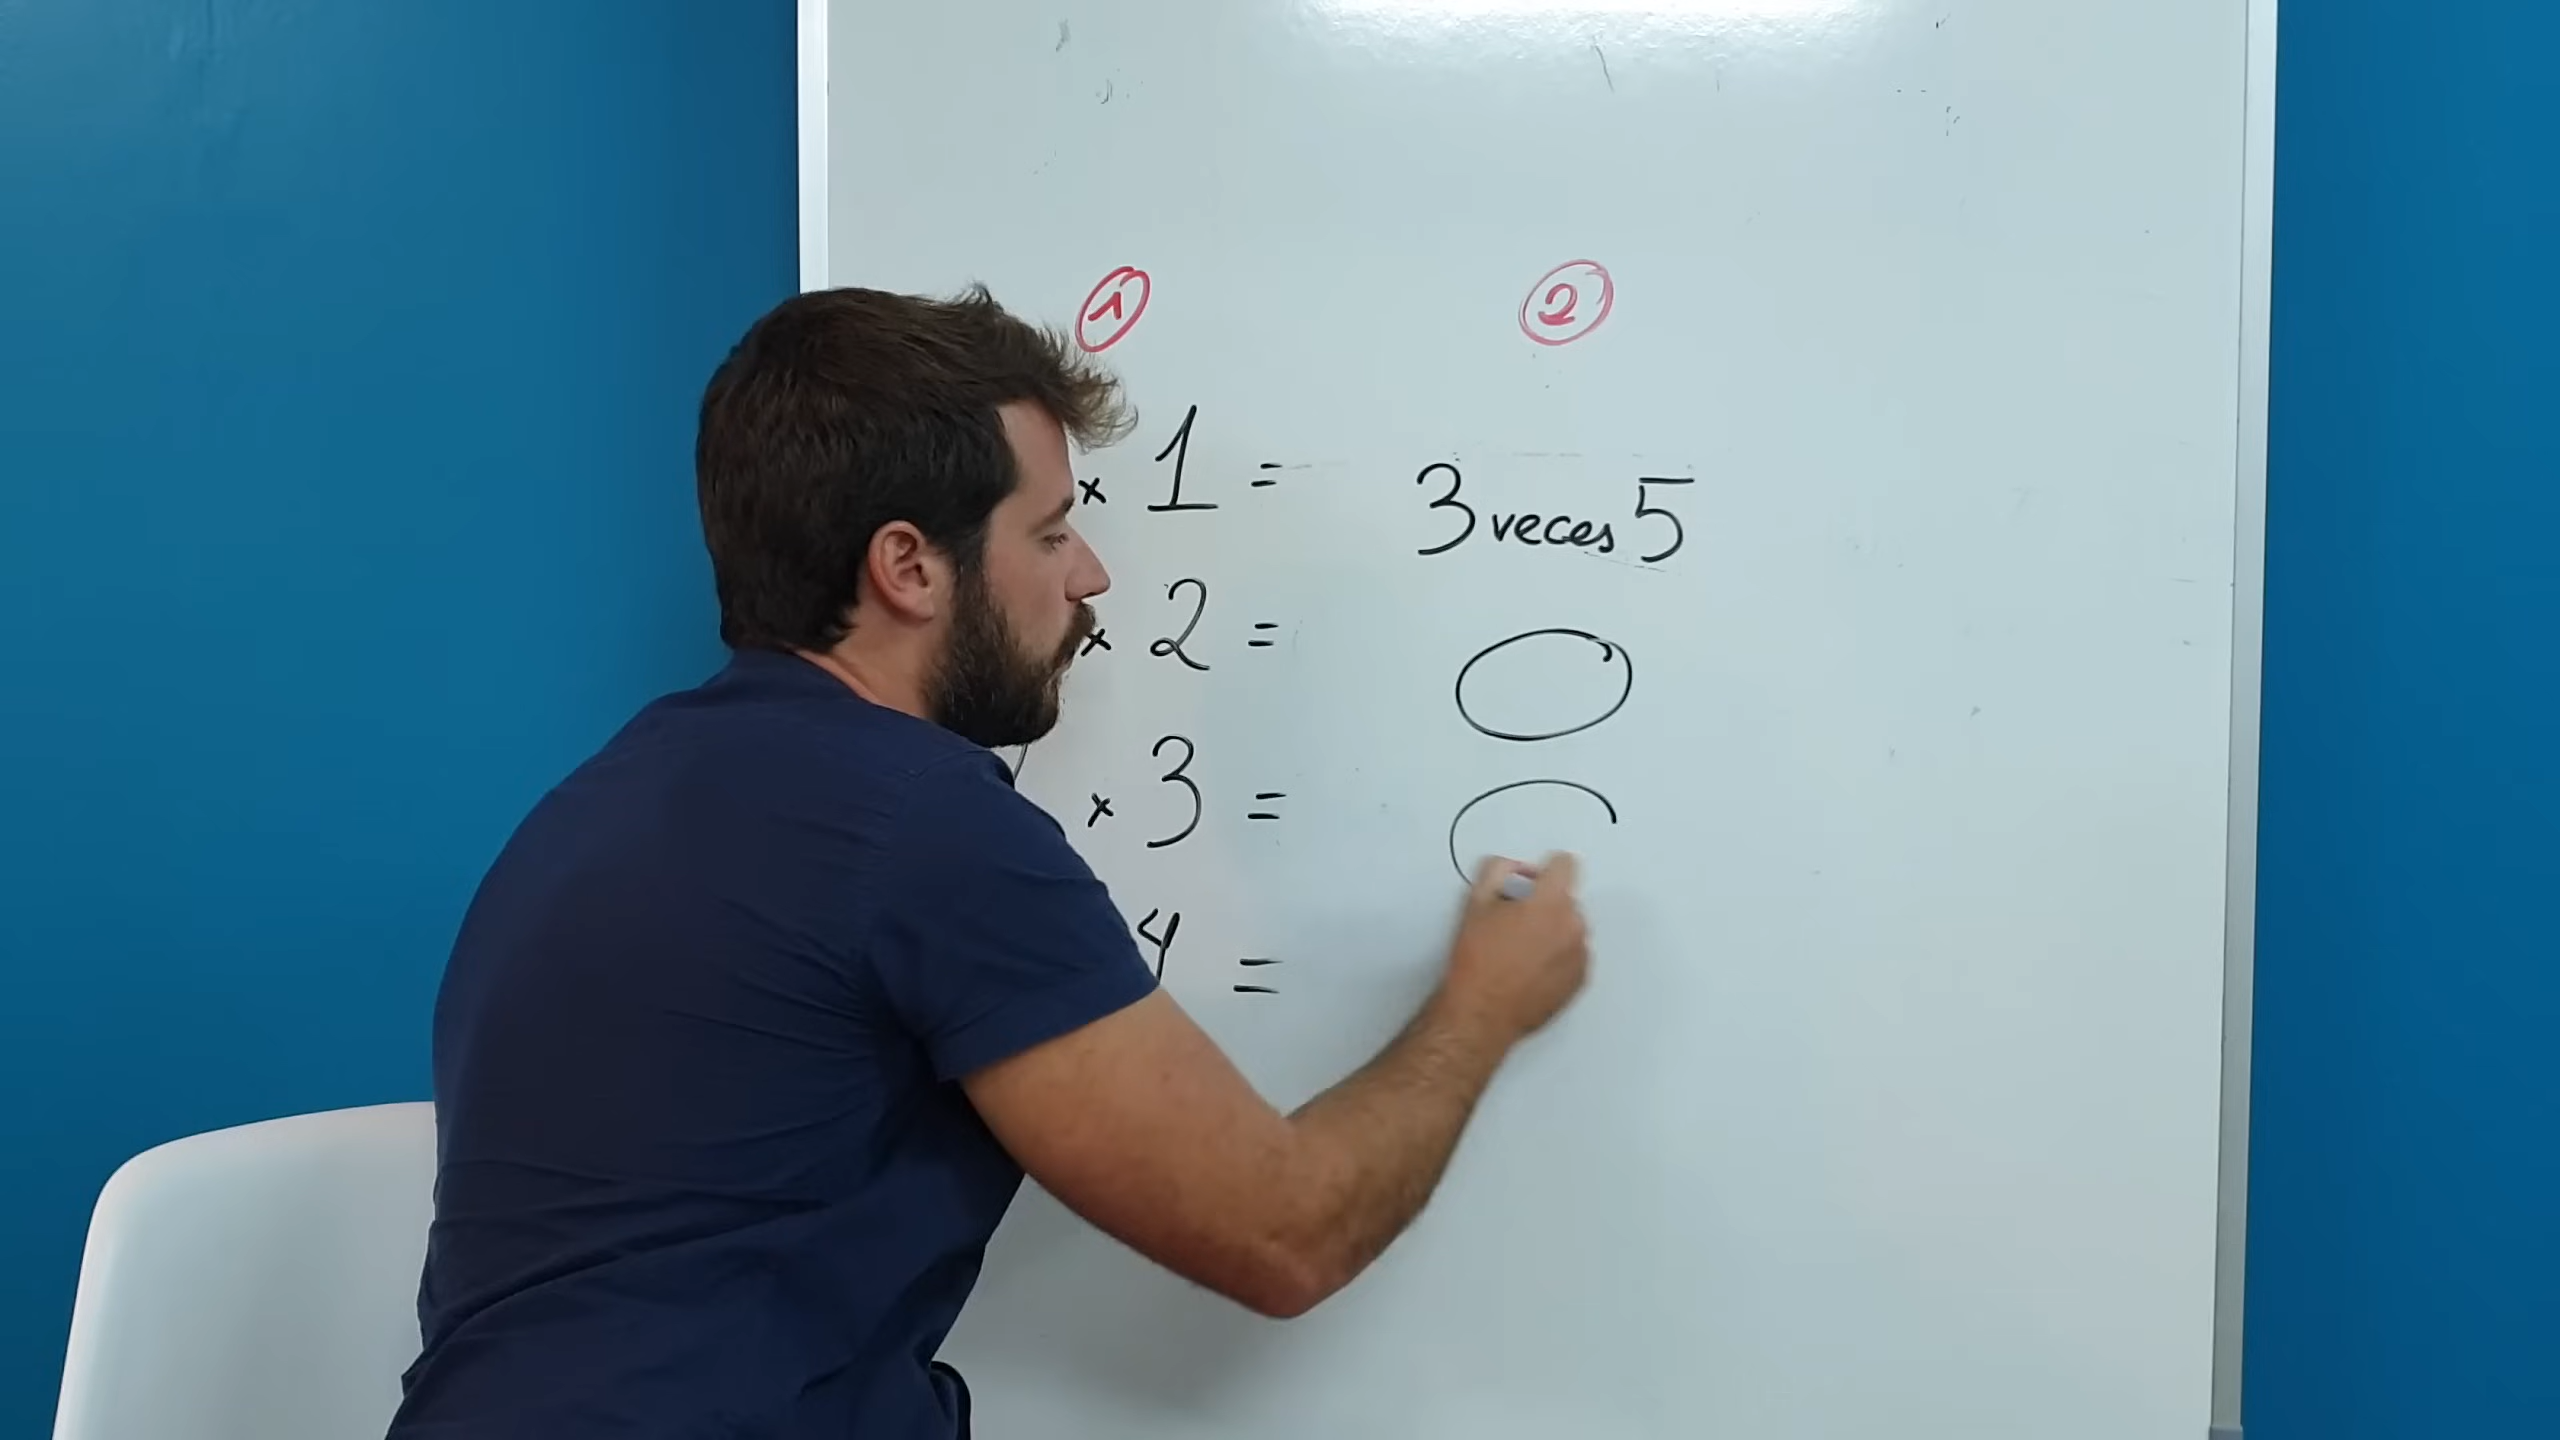 1 2
x 1 = 3 veces 5
x 2 =
x 3 =
4 =